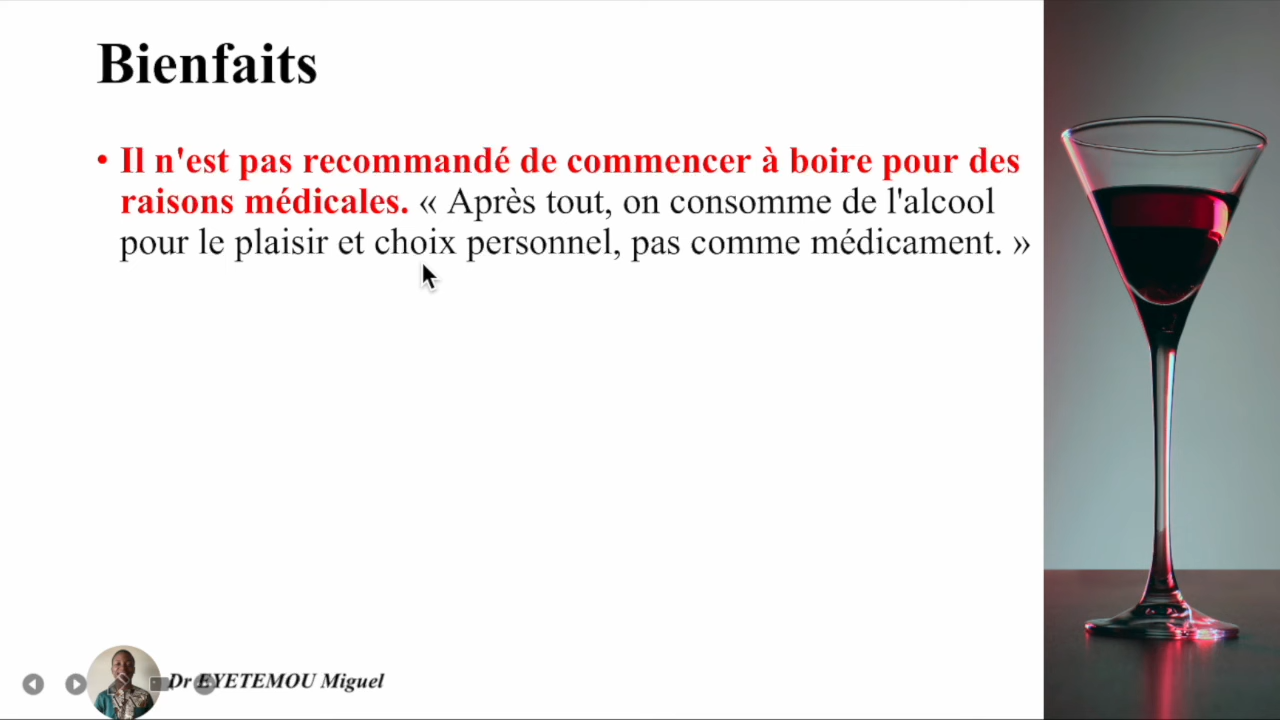 Bienfaits
• Il n'est pas recommandé de commencer à boire pour des
raisons médicales. « Après tout, on consomme de l'alcool
pour le plaisir et choix personnel, pas comme médicament. »
Dr EYETEMOU Miguel